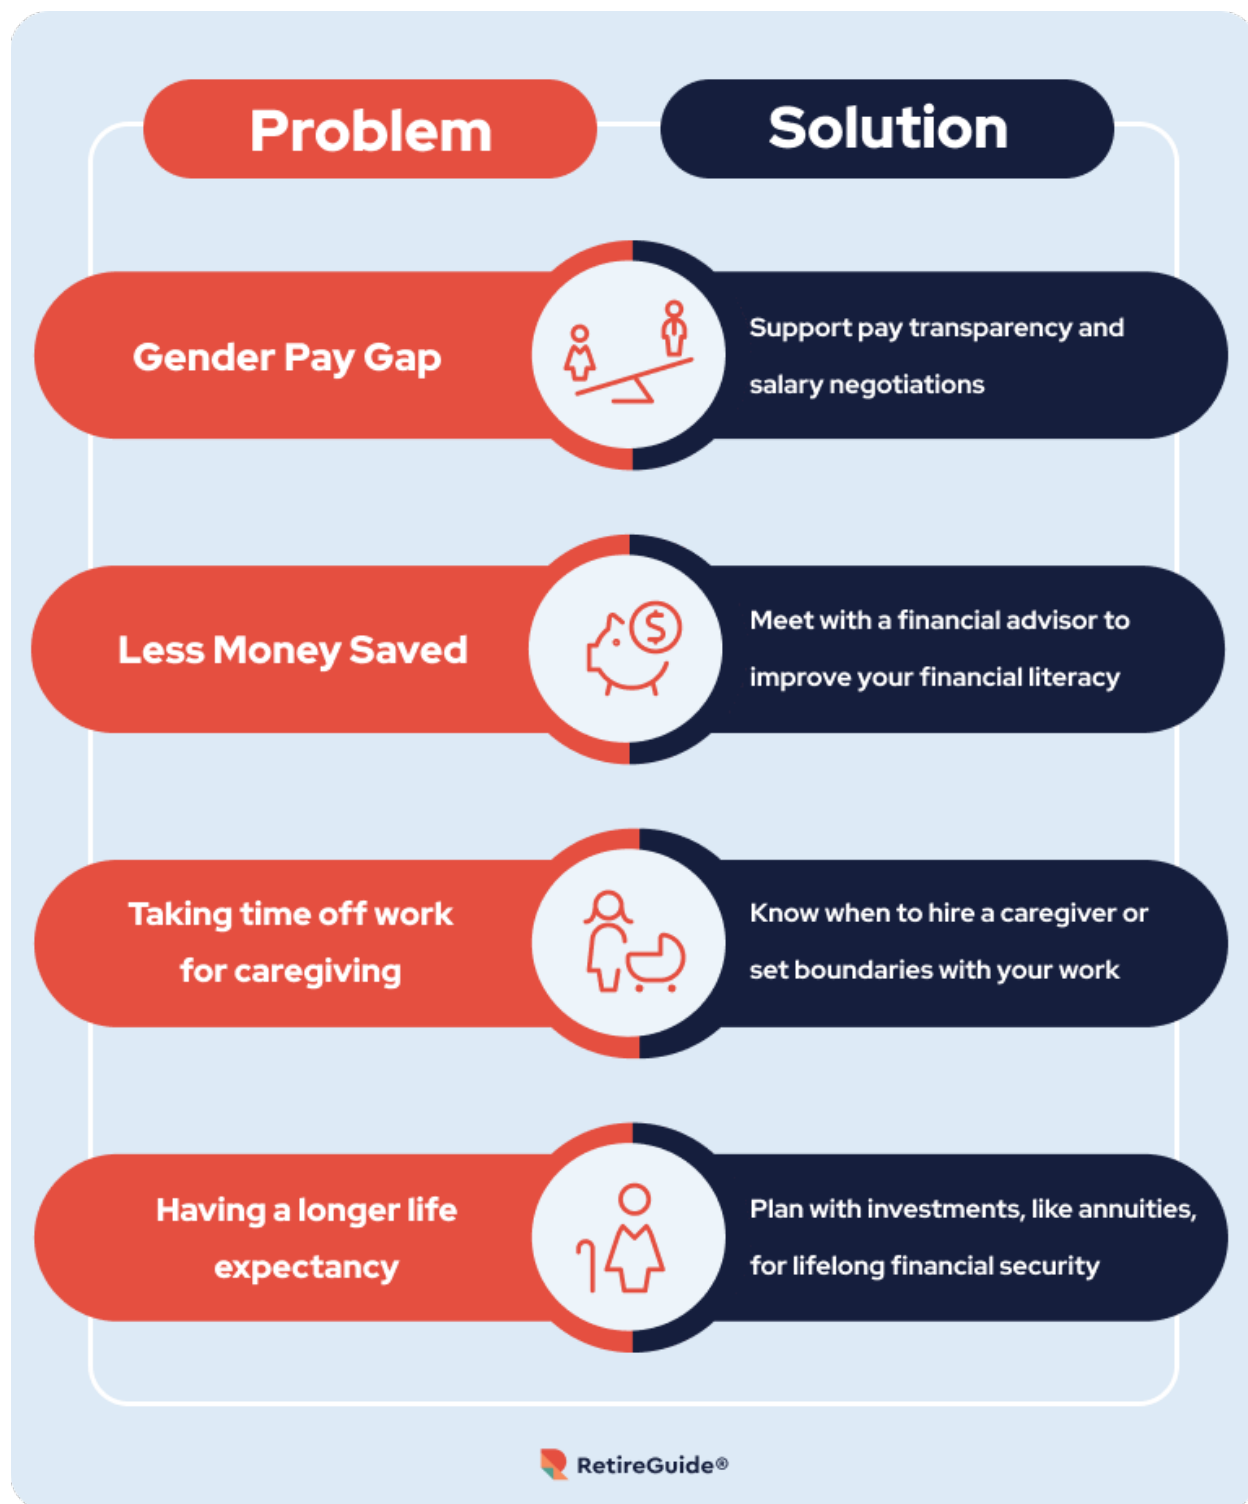 Problem
Solution
Gender Pay Gap
Support pay transparency and
salary negotiations
Less Money Saved
$
Meet with a financial advisor to
improve your financial literacy
Taking time off work
for caregiving
Know when to hire a caregiver or
set boundaries with your work
Having a longer life
expectancy
Plan with investments, like annuities,
for lifelong financial security
RetireGuide®